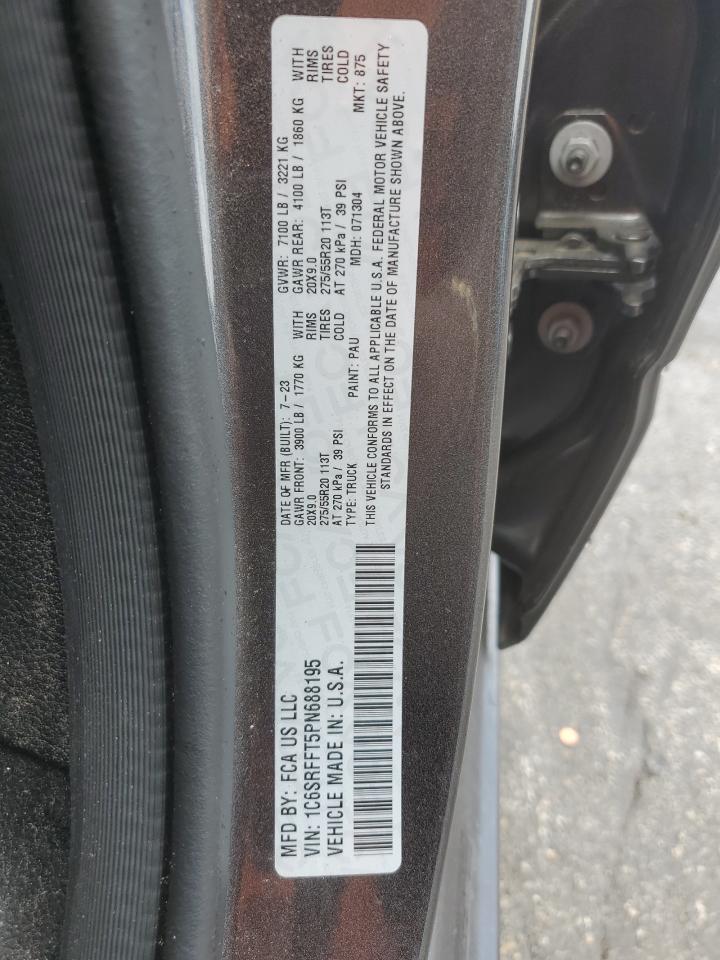 MFD BY: FCA US LLC
VIN: 1C6SRFFT5PN688195
VEHICLE MADE IN: U.S.A.
DATE OF MFR (BUILT): 7-23 GVWR: 7100 LB / 3221 KG
GAWR FRONT: 3900 LB / 1770 KG WITH GAWR REAR: 4100 LB / 1860 KG WITH
20X9.0 RIMS 20X9.0 RIMS
275/55R20 113T TIRES 275/55R20 113T TIRES
AT 270 kPa / 39 PSI COLD AT 270 kPa / 39 PSI COLD
TYPE: TRUCK PAINT: PAU MDH: 071304 MKT: 875
THIS VEHICLE CONFORMS TO ALL APPLICABLE U.S.A. FEDERAL MOTOR VEHICLE SAFETY
STANDARDS IN EFFECT ON THE DATE OF MANUFACTURE SHOWN ABOVE.